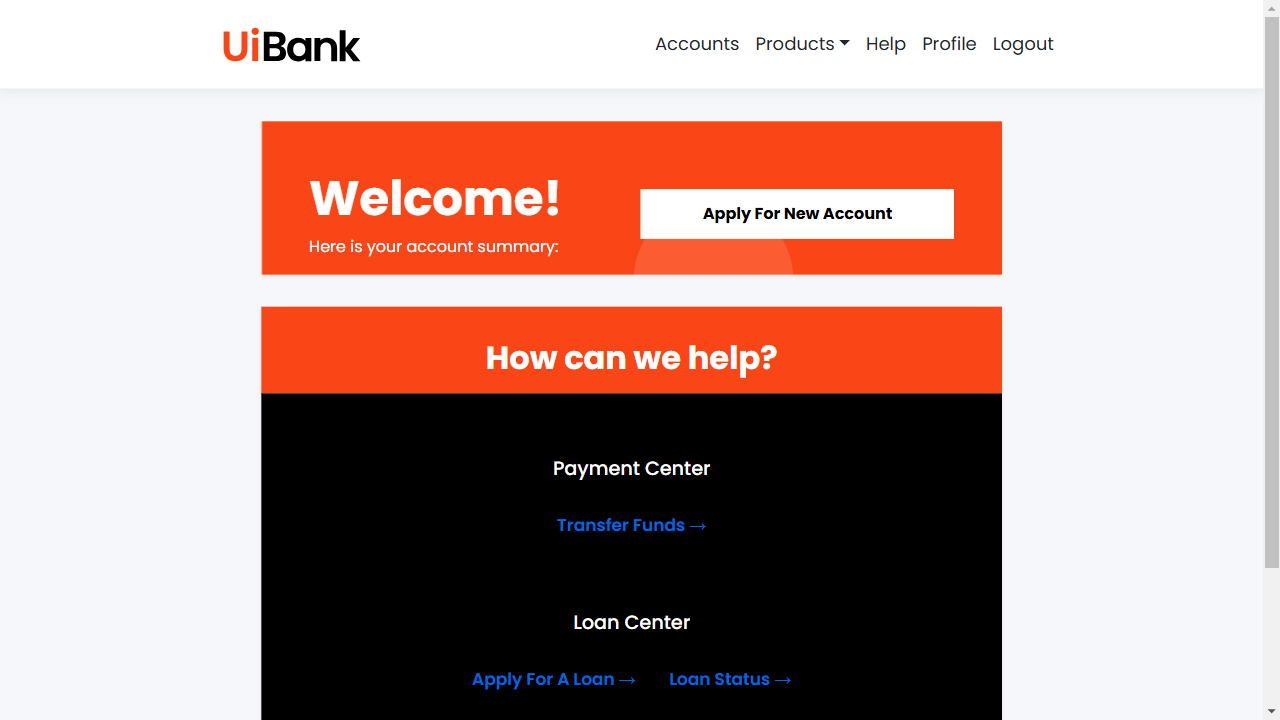 UiBank
Accounts Products Help Profile Logout
Welcome!
Here is your account summary:
Apply For New Account
How can we help?
Payment Center
Transfer Funds →
Loan Center
Apply For A Loan → Loan Status →